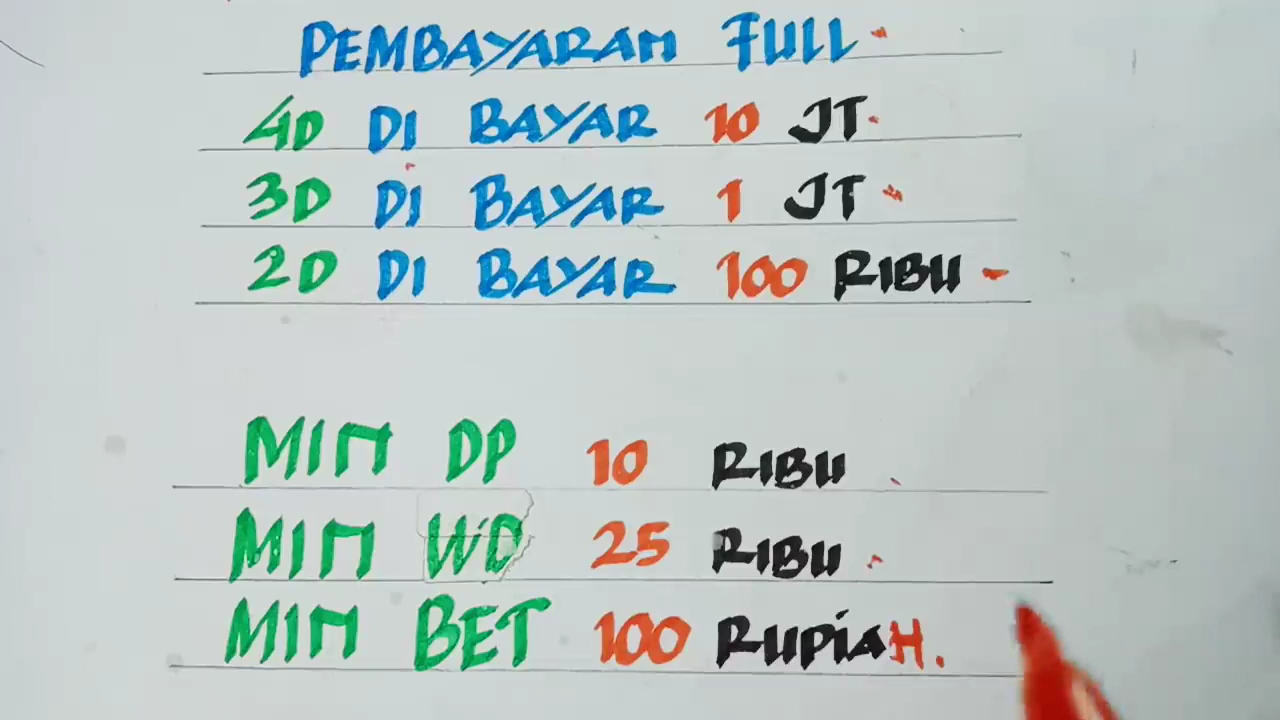 PEMBAYARAN FULL
4D DI BAYAR 10 JT
3D DI BAYAR 1 JT
2D DI BAYAR 100 RIBU
MIN DP 10 RIBU
MIN WD 25 RIBU
MIN BET 100 RUPIAH.